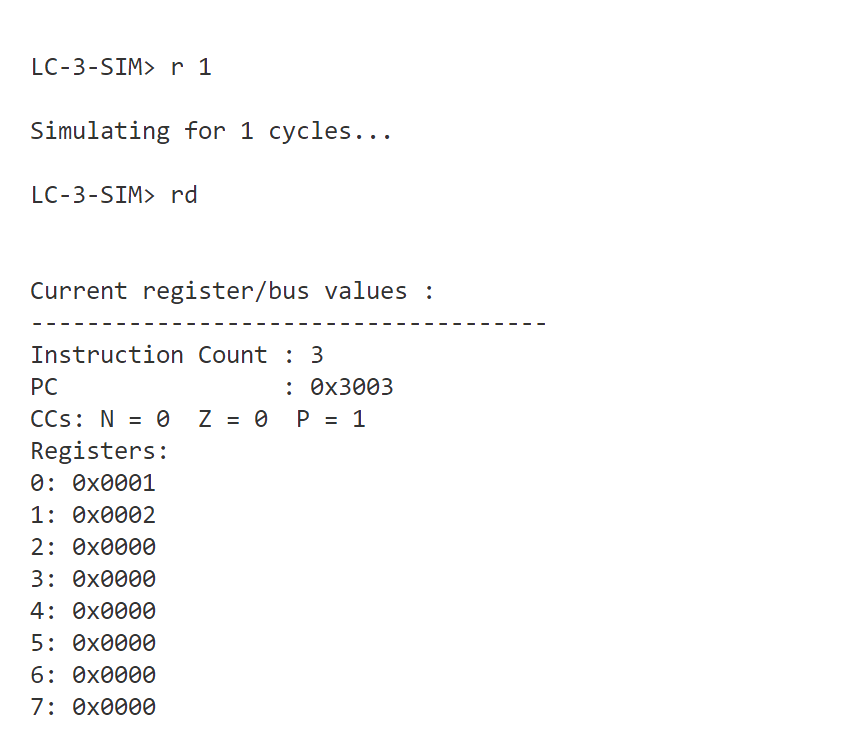 LC-3-SIM> r 1
Simulating for 1 cycles...
LC-3-SIM> rd
Current register/bus values :
-------------------------------------
Instruction Count : 3
PC                : 0x3003
CCs: N = 0  Z = 0  P = 1
Registers:
0: 0x0001
1: 0x0002
2: 0x0000
3: 0x0000
4: 0x0000
5: 0x0000
6: 0x0000
7: 0x0000